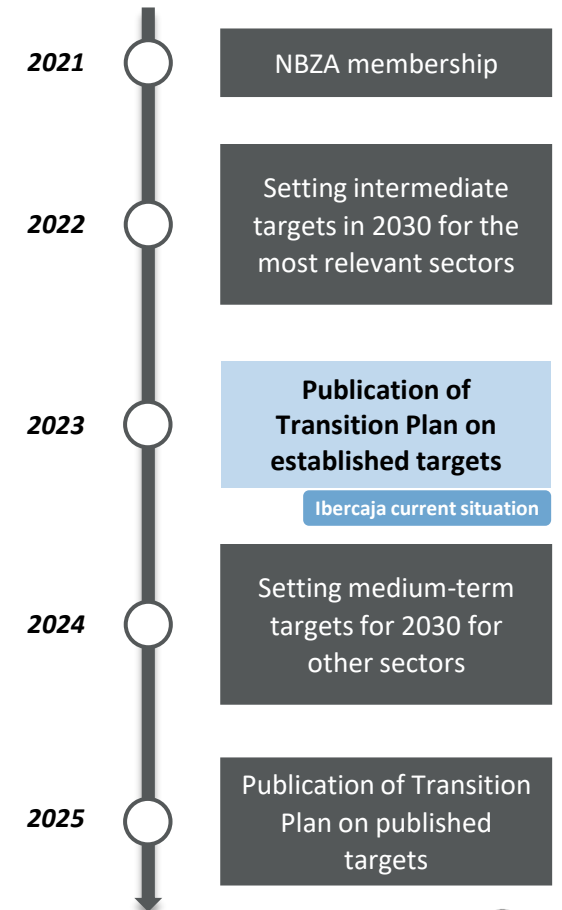 2021
NBZA membership
2022
Setting intermediate
targets in 2030 for the
most relevant sectors
2023
Publication of
Transition Plan on
established targets
Ibercaja current situation
2024
Setting medium-term
targets for 2030 for
other sectors
2025
Publication of Transition
Plan on published
targets